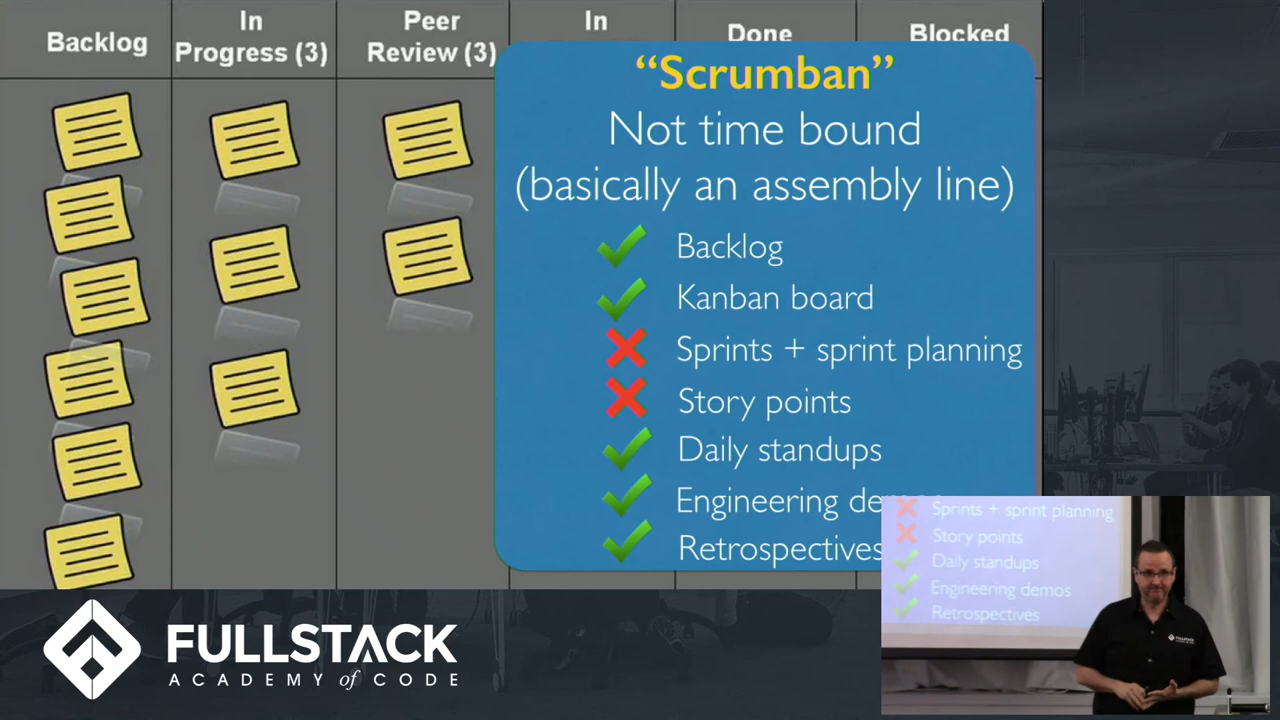 Backlog
In
Progress (3)
Peer
Review (3)
In
Done
Blocked
“Scrumban”
Not time bound
(basically an assembly line)
Backlog
Kanban board
Sprints + sprint planning
Story points
Daily standups
Engineering demos
Retrospectives
Sprints + sprint planning
Story points
Daily standups
Engineering demos
Retrospectives
FULLSTACK
FULLSTACK
ACADEMY of CODE